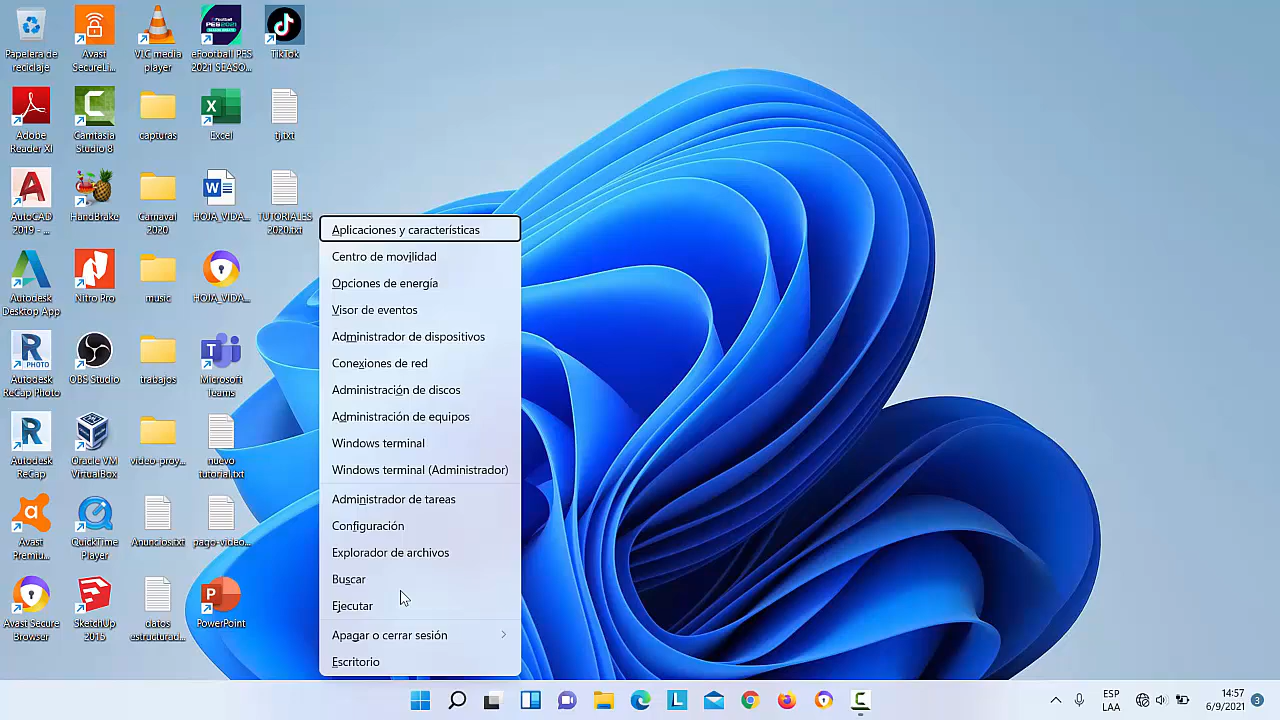 Papelera de
reciclaje
Avast
SecureLi...
VLC media
player
eFootball PES
2021 SEASO...
TikTok
Adobe
Reader XI
Camtasia
Studio 8
capturas
Excel
tj.txt
AutoCAD
2019 - ...
HandBrake
Carnaval
2020
HOJA_VIDA...
TUTORIALES
2020.txt
Autodesk
Desktop App
Nitro Pro
music
HOJA_VIDA...
Autodesk
Recap Photo
OBS Studio
trabajos
Microsoft
Teams
Autodesk
ReCap
Oracle VM
VirtualBox
video-proy...
nuevo
tutorial.txt
Avast
Premiu...
QuickTime
Player
Anuncios.txt
pago-video...
Avast Secure
Browser
SketchUp
2015
datos
estructurad...
PowerPoint
Aplicaciones y características
Centro de movilidad
Opciones de energía
Visor de eventos
Administrador de dispositivos
Conexiones de red
Administración de discos
Administración de equipos
Windows terminal
Windows terminal (Administrador)
Administrador de tareas
Configuración
Explorador de archivos
Buscar
Ejecutar
Apagar o cerrar sesión
Escritorio
ESP
LAA
14:57
6/9/2021
3